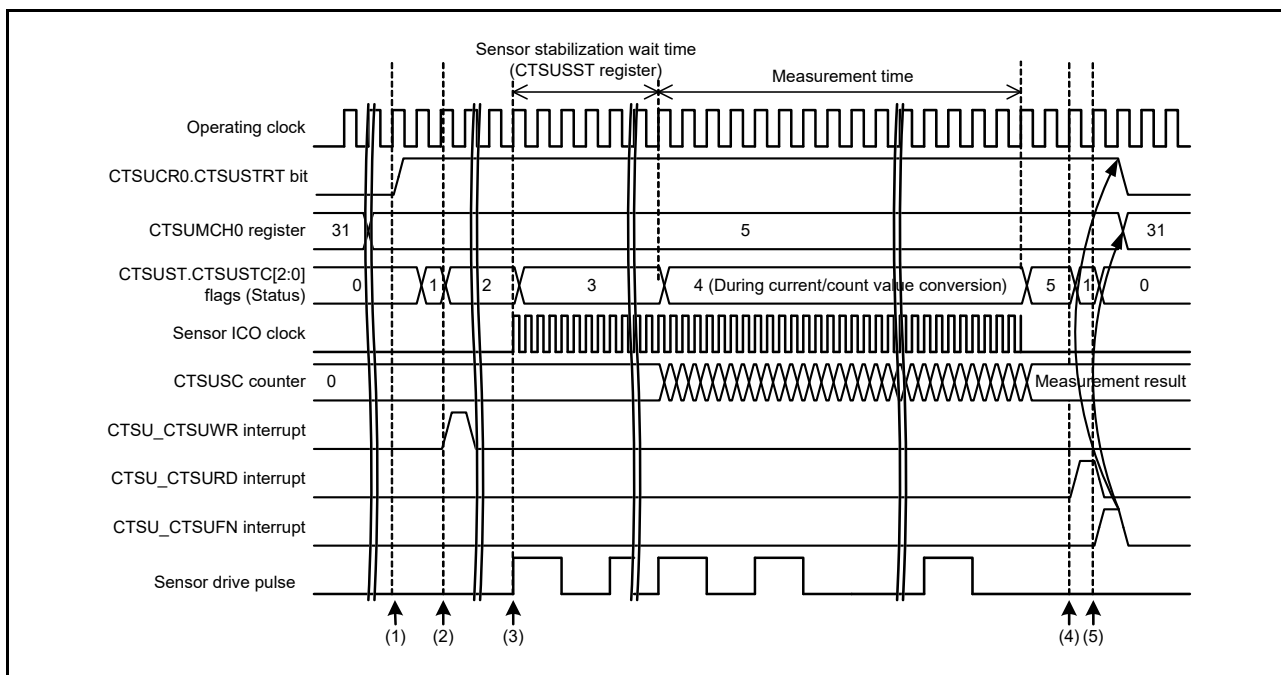 Sensor stabilization wait time
(CTSUSST register)
Measurement time
Operating clock
CTSUCR0.CTSUSTRT bit
CTSUMCH0 register
31
5
31
CTSUST.CTSUSTC[2:0]
flags (Status)
0
1
2
3
4 (During current/count value conversion)
5
1
0
Sensor ICO clock
CTSUSC counter
0
Measurement result
CTSU_CTSUWR interrupt
CTSU_CTSURD interrupt
CTSU_CTSUFN interrupt
Sensor drive pulse
(1)
(2)
(3)
(4)
(5)